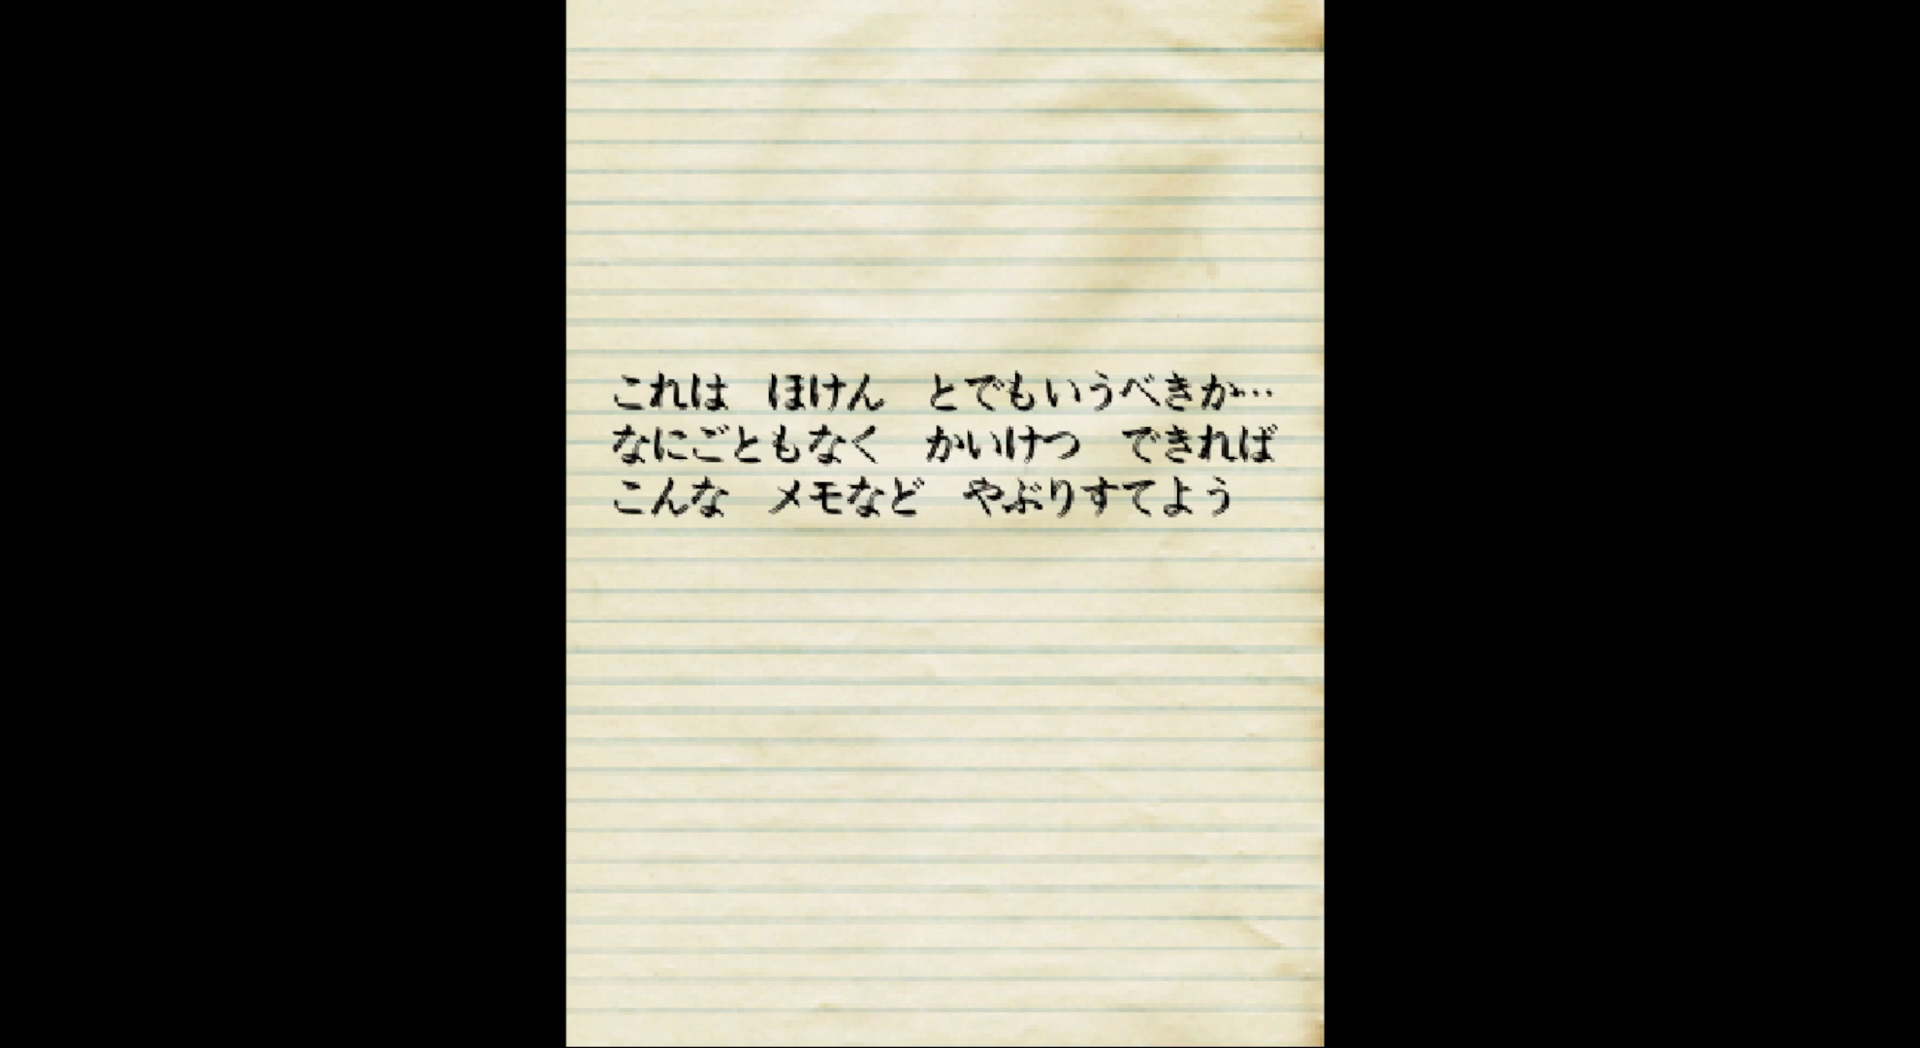 これは　ほけん　とでもいうべきか…
なにごともなく　かいけつ　できれば
こんな　メモなど　やぶりすてよう